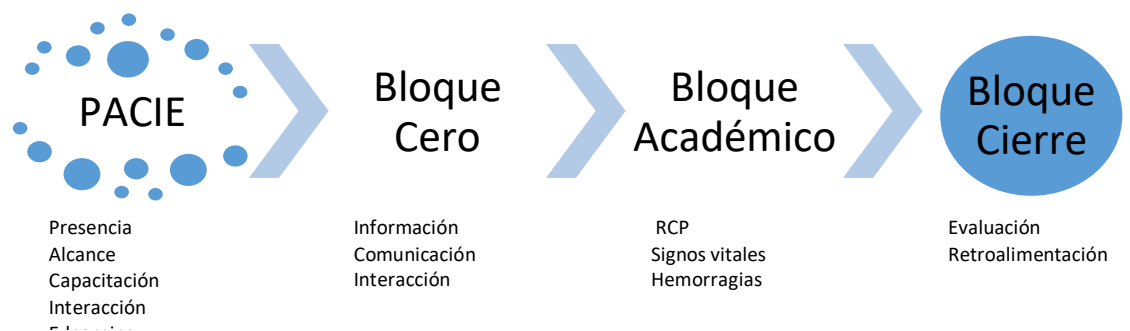 PACIE
Bloque
Cero
Bloque
Académico
Bloque
Cierre
Presencia
Alcance
Capacitación
Interacción
Información
Comunicación
Interacción
RCP
Signos vitales
Hemorragias
Evaluación
Retroalimentación